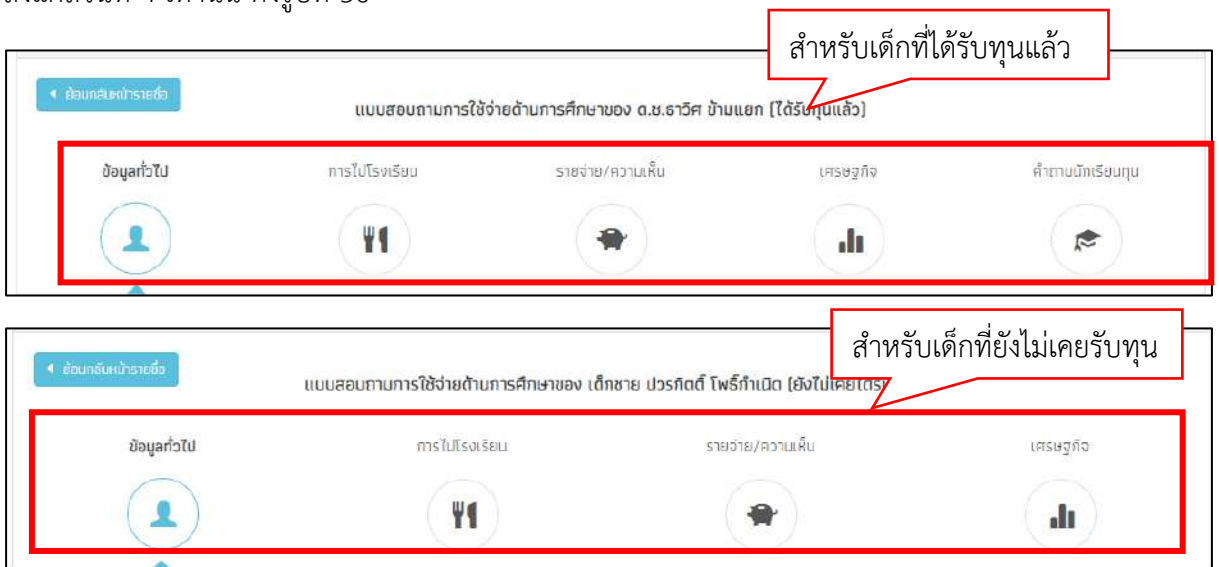 สำหรับเด็กที่ได้รับทุนแล้ว
ย้อนกลับหน้ารายชื่อ
แบบสอบถามการใช้จ่ายด้านการศึกษาของ ด.ช.ธาวิศ ข้ามแยก (ได้รับทุนแล้ว)
ข้อมูลทั่วไป การไปโรงเรียน รายจ่าย/ความเห็น เศรษฐกิจ คำถามนักเรียนทุน
สำหรับเด็กที่ยังไม่เคยรับทุน
ย้อนกลับหน้ารายชื่อ
แบบสอบถามการใช้จ่ายด้านการศึกษาของ เด็กชาย ปวรกิตติ์ โพธิ์กำเนิด (ยังไม่เคยได้รั
ข้อมูลทั่วไป การไปโรงเรียน รายจ่าย/ความเห็น เศรษฐกิจ